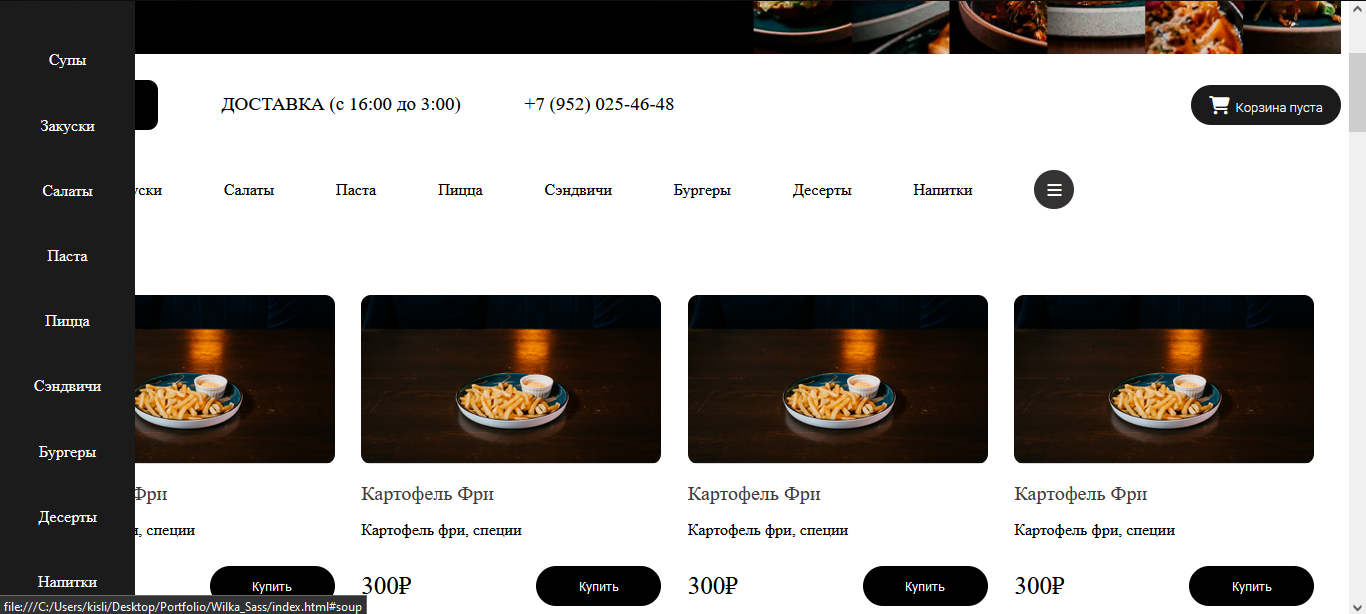 Супы
Закуски
Салаты
Паста
Пицца
Сэндвичи
Бургеры
Десерты
Напитки
ДОСТАВКА (с 16:00 до 3:00)
+7 (952) 025-46-48
Корзина пуста
уски
Салаты
Паста
Пицца
Сэндвичи
Бургеры
Десерты
Напитки
Фри
Картофель Фри
Картофель Фри
Картофель Фри
, специи
Картофель фри, специи
Картофель фри, специи
Картофель фри, специи
Купить
300₽
Купить
300₽
Купить
300₽
Купить
file:///C:/Users/kisli/Desktop/Portfolio/Wilka_Sass/index.html#soup